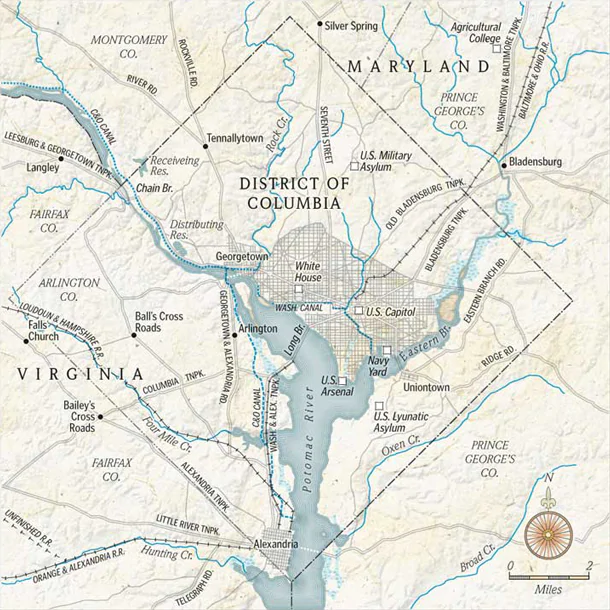 Silver Spring
Agricultural
College
MONTGOMERY
CO.
ROCKVILLE RD.
MARYLAND
WASHINGTON & BALTIMORE TNPK.
BALTIMORE & OHIO R.R.
RIVER RD.
PRINCE
GEORGE'S
CO.
C&O CANAL
SEVENTH STREET
Rock Cr.
LEESBURG & GEORGETOWN TNPK.
Tennallytown
Receiveing
Res.
U.S. Military
Asylum
Bladensburg
Langley
Chain Br.
DISTRICT OF
COLUMBIA
OLD BLADENSBURG TNPK.
FAIRFAX
CO.
Distributing
Res.
BLADENSBURG TNPK.
Georgetown
White
House
EASTERN BRANCH RD.
ARLINGTON
CO.
WASH. CANAL
U.S. Capitol
LOUDOUN & HAMPSHIRE R.R.
Falls
Church
Ball's Cross
Roads
GEORGETOWN & ALEXANDRIA RD.
Arlington
Long Br.
Eastern Br.
Navy
Yard
RIDGE RD.
VIRGINIA
COLUMBIA TNPK.
C&O CANAL
WASH. & ALEX. TNPK.
U.S.
Arsenal
Uniontown
Bailey's
Cross
Roads
Potomac River
U.S. Lyunatic
Asylum
Four Mile Cr.
Oxen Cr.
PRINCE
GEORGE'S
CO.
FAIRFAX
CO.
ALEXANDRIA TNPK.
N
UNFINISHED R.R.
LITTLE RIVER TNPK.
Alexandria
ORANGE & ALEXANDRIA R.R.
Hunting Cr.
TELEGRAPH RD.
Broad Cr.
0 2
Miles